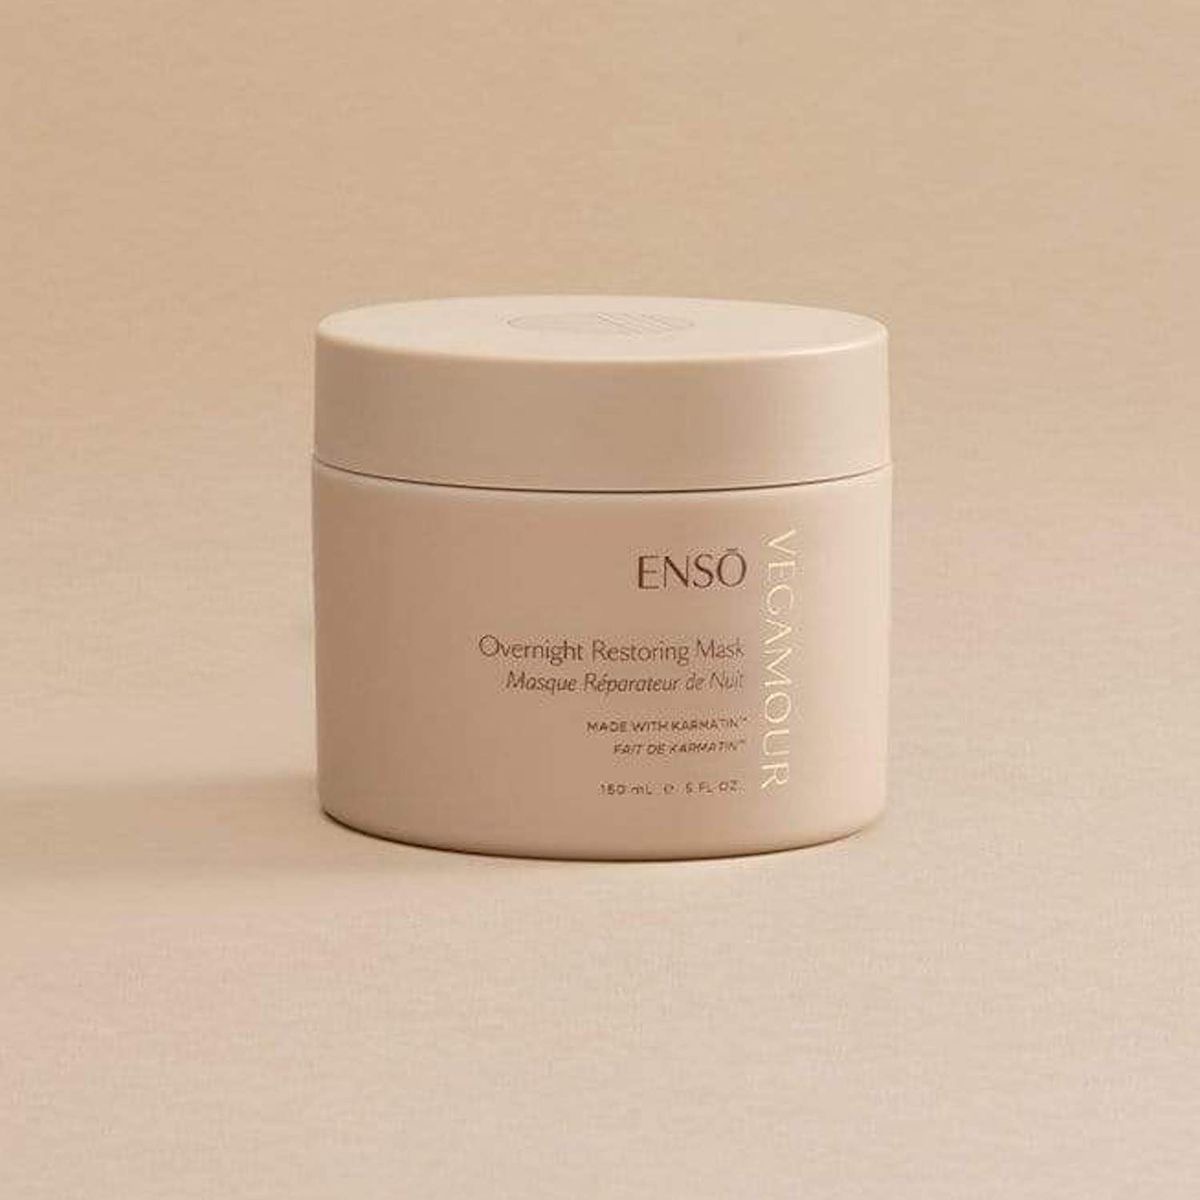 ENSŌ
Overnight Restoring Mask
Masque Réparateur de Nuit
MADE WITH KARMATIN™
FAIT DE KARMATIN™
150 mL ℮ 5 FL OZ.
VEGAMOUR